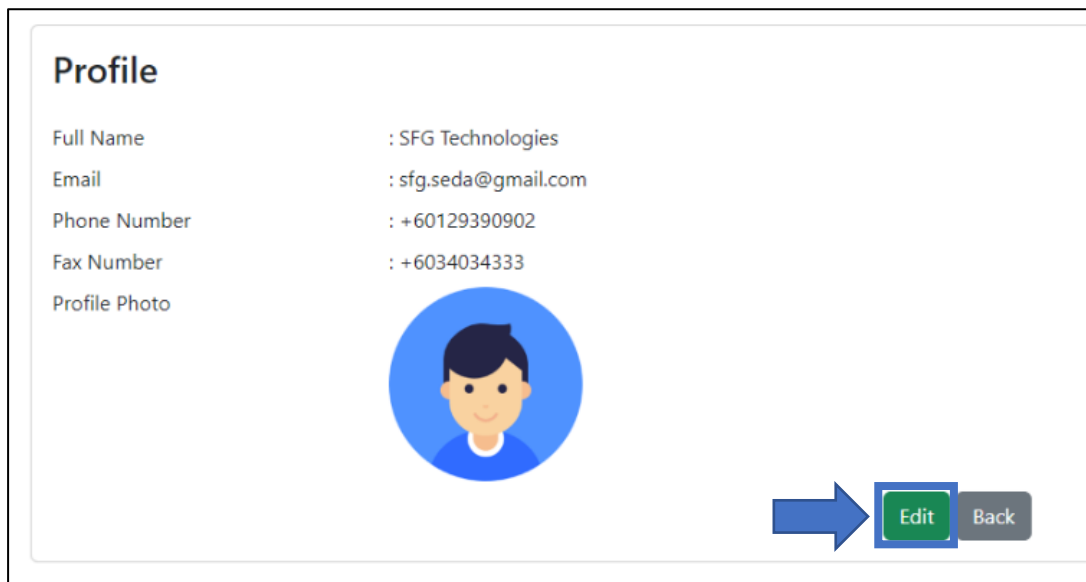 Profile
Full Name : SFG Technologies
Email : sfg.seda@gmail.com
Phone Number : +60129390902
Fax Number : +6034034333
Profile Photo
Edit Back